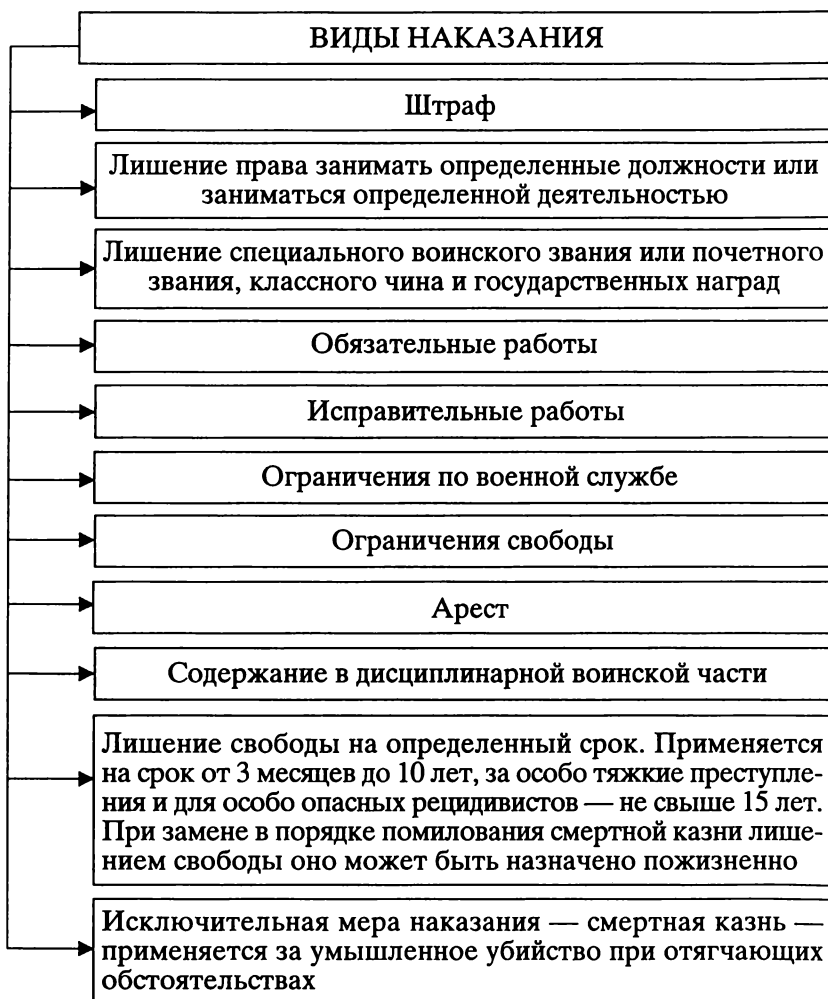 ВИДЫ НАКАЗАНИЯ
Штраф
Лишение права занимать определенные должности или
заниматься определенной деятельностью
Лишение специального воинского звания или почетного
звания, классного чина и государственных наград
Обязательные работы
Исправительные работы
Ограничения по военной службе
Ограничения свободы
Арест
Содержание в дисциплинарной воинской части
Лишение свободы на определенный срок. Применяется
на срок от 3 месяцев до 10 лет, за особо тяжкие преступле-
ния и для особо опасных рецидивистов — не свыше 15 лет.
При замене в порядке помилования смертной казни лише-
нием свободы оно может быть назначено пожизненно
Исключительная мера наказания — смертная казнь —
применяется за умышленное убийство при отягчающих
обстоятельствах